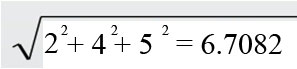 √2² + 4² + 5² = 6.7082